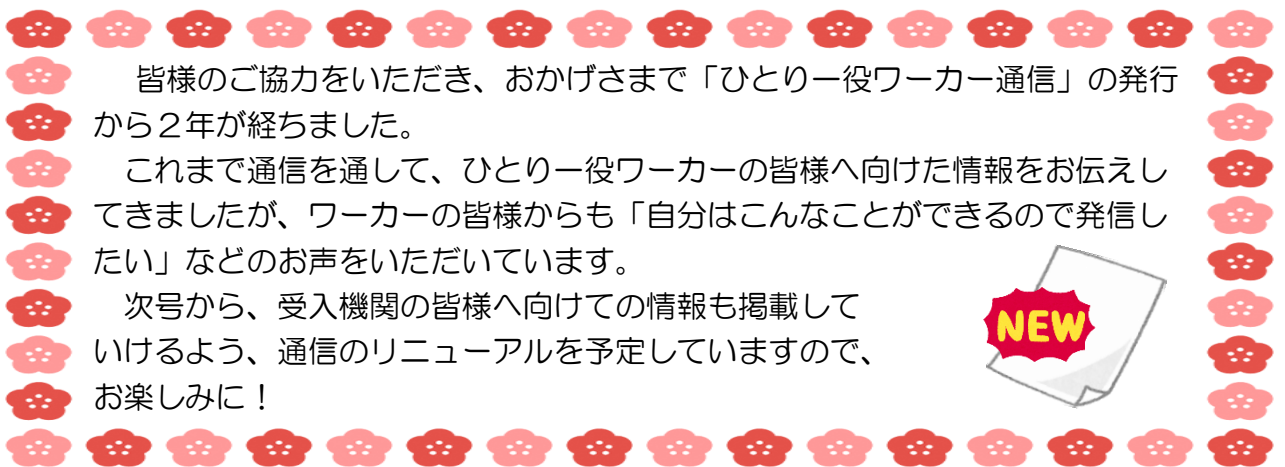 皆様のご協力をいただき、おかげさまで「ひとり一役ワーカー通信」の発行
から２年が経ちました。
これまで通信を通して、ひとり一役ワーカーの皆様へ向けた情報をお伝えし
てきましたが、ワーカーの皆様からも「自分はこんなことができるので発信し
たい」などのお声をいただいています。
次号から、受入機関の皆様へ向けての情報も掲載して
いけるよう、通信のリニューアルを予定していますので、
お楽しみに！
NEW